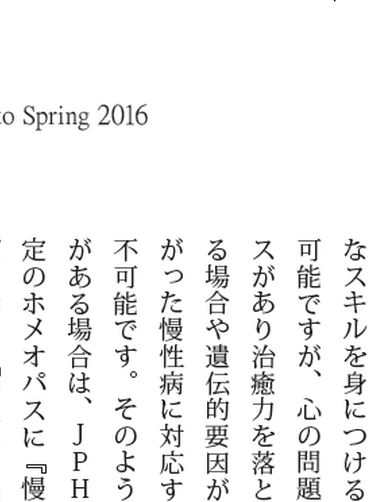 to Spring 2016
なスキルを身につける
可能ですが、心の問題
スがあり治癒力を落と
る場合や遺伝的要因が
がった慢性病に対応す
不可能です。そのよう
がある場合は、JPH
定のホメオパスに『慢